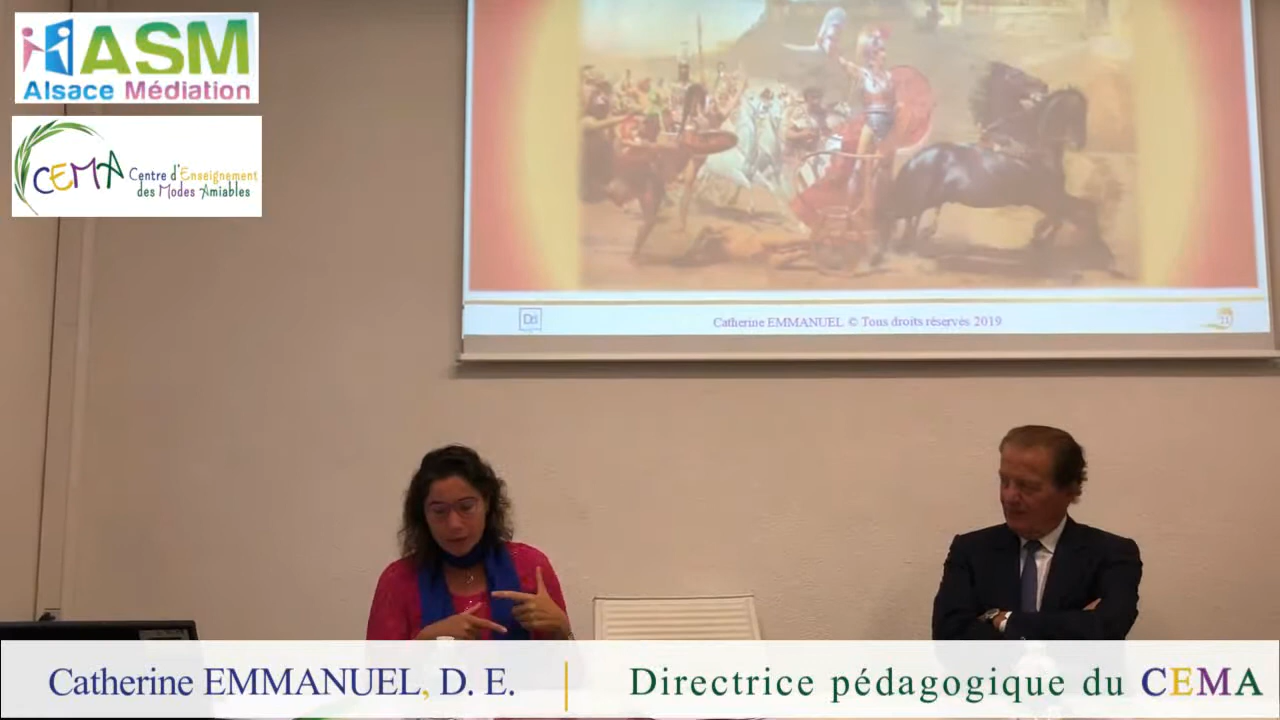 ASM
Alsace Médiation
CEMA Centre d'Enseignement
des Modes Amiables
Catherine EMMANUEL © Tous droits réservés 2019
Catherine EMMANUEL, D. E. | Directrice pédagogique du CEMA